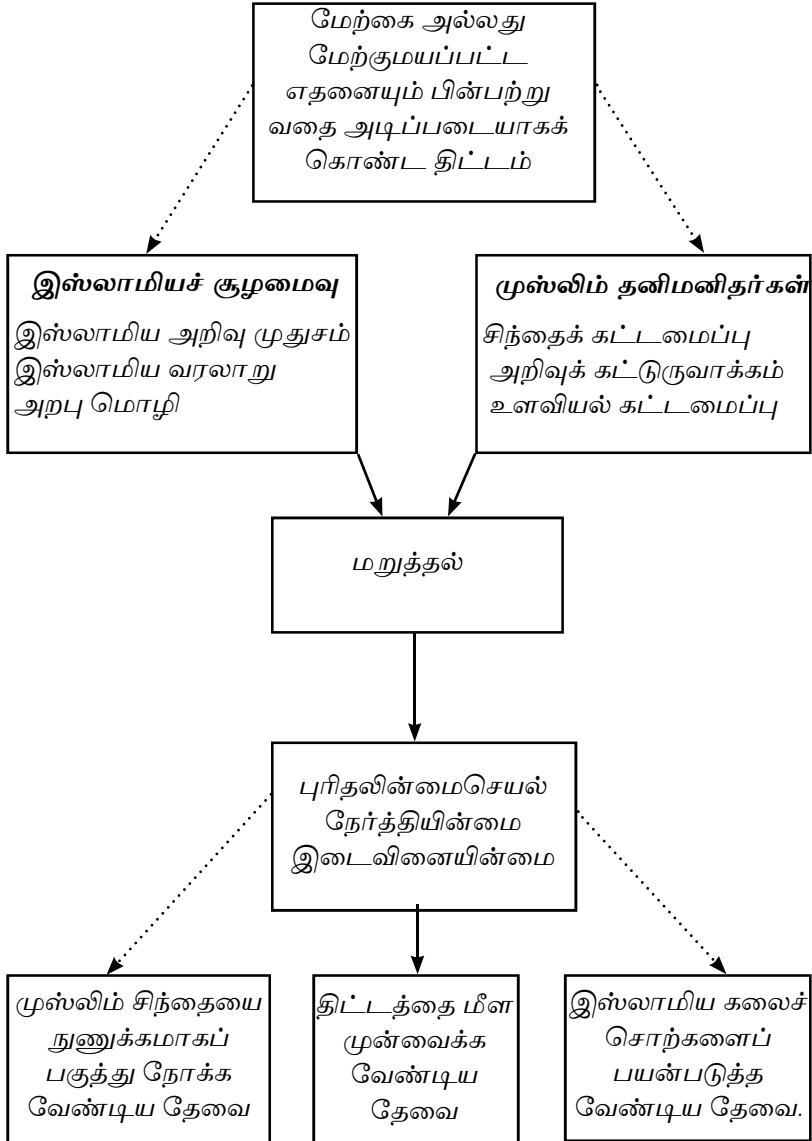 மேற்கை அல்லது
மேற்குமயப்பட்ட
எதனையும் பின்பற்று
வதை அடிப்படையாகக்
கொண்ட திட்டம்
இஸ்லாமியச் சூழமைவு
இஸ்லாமிய அறிவு முதுசம்
இஸ்லாமிய வரலாறு
அறபு மொழி
முஸ்லிம் தனிமனிதர்கள்
சிந்தைக் கட்டமைப்பு
அறிவுக் கட்டுருவாக்கம்
உளவியல் கட்டமைப்பு
மறுத்தல்
புரிதலின்மைசெயல்
நேர்த்தியின்மை
இடைவினையின்மை
முஸ்லிம் சிந்தையை
நுணுக்கமாகப்
பகுத்து நோக்க
வேண்டிய தேவை
திட்டத்தை மீள
முன்வைக்க
வேண்டிய
தேவை
இஸ்லாமிய கலைச்
சொற்களைப்
பயன்படுத்த
வேண்டிய தேவை.